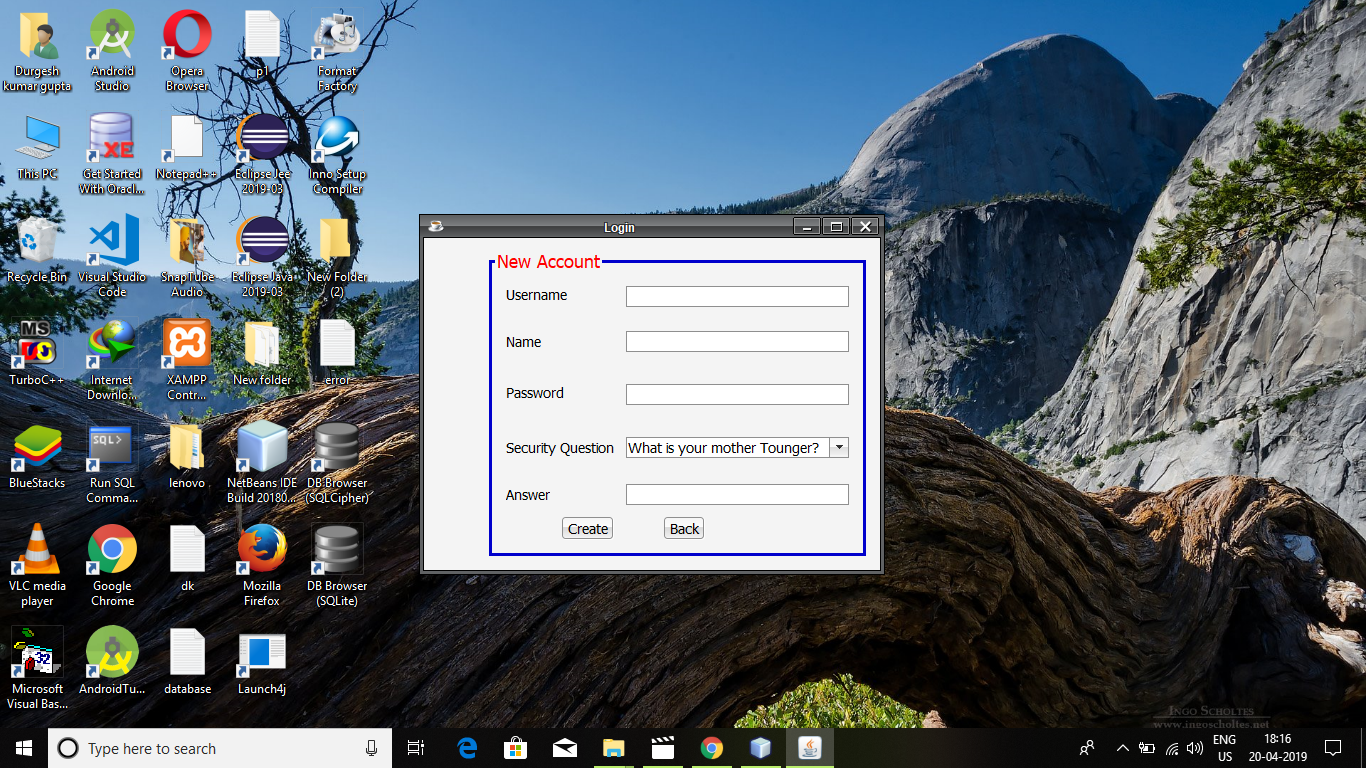 Durgesh
kumar gupta
Android
Studio
Opera
Browser
p1
Format
Factory
This PC
Get Started
With Oracl...
Notepad++
Eclipse Jee
2019-03
Inno Setup
Compiler
Recycle Bin
Visual Studio
Code
SnapTube
Audio
Eclipse Java
2019-03
New Folder
(2)
TurboC++
Internet
Downlo...
XAMPP
Contr...
New folder
error
BlueStacks
Run SQL
Comma...
lenovo
NetBeans IDE
Build 20180...
DB Browser
(SQLCipher)
VLC media
player
Google
Chrome
dk
Mozilla
Firefox
DB Browser
(SQLite)
Microsoft
Visual Bas...
AndroidTu...
database
Launch4j
XE
MS
SQL>
32
Login
New Account
Username
Name
Password
Security Question
What is your mother Tounger?
Answer
Create
Back
Ingo Scholtes
www.ingoscholtes.net
Type here to search
ENG
US
18:16
20-04-2019